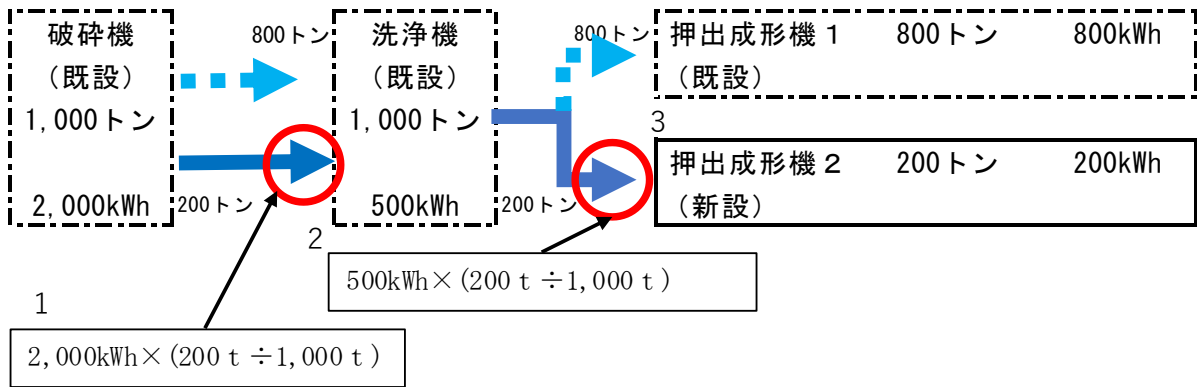 破砕機
（既設）
1,000トン
2,000kWh
800トン
200トン
洗浄機
（既設）
1,000トン
500kWh
800トン
200トン
押出成形機１ 800トン 800kWh
（既設）
3
押出成形機２ 200トン 200kWh
（新設）
2
500kWh×(200ｔ÷1,000ｔ)
1
2,000kWh×(200ｔ÷1,000ｔ)